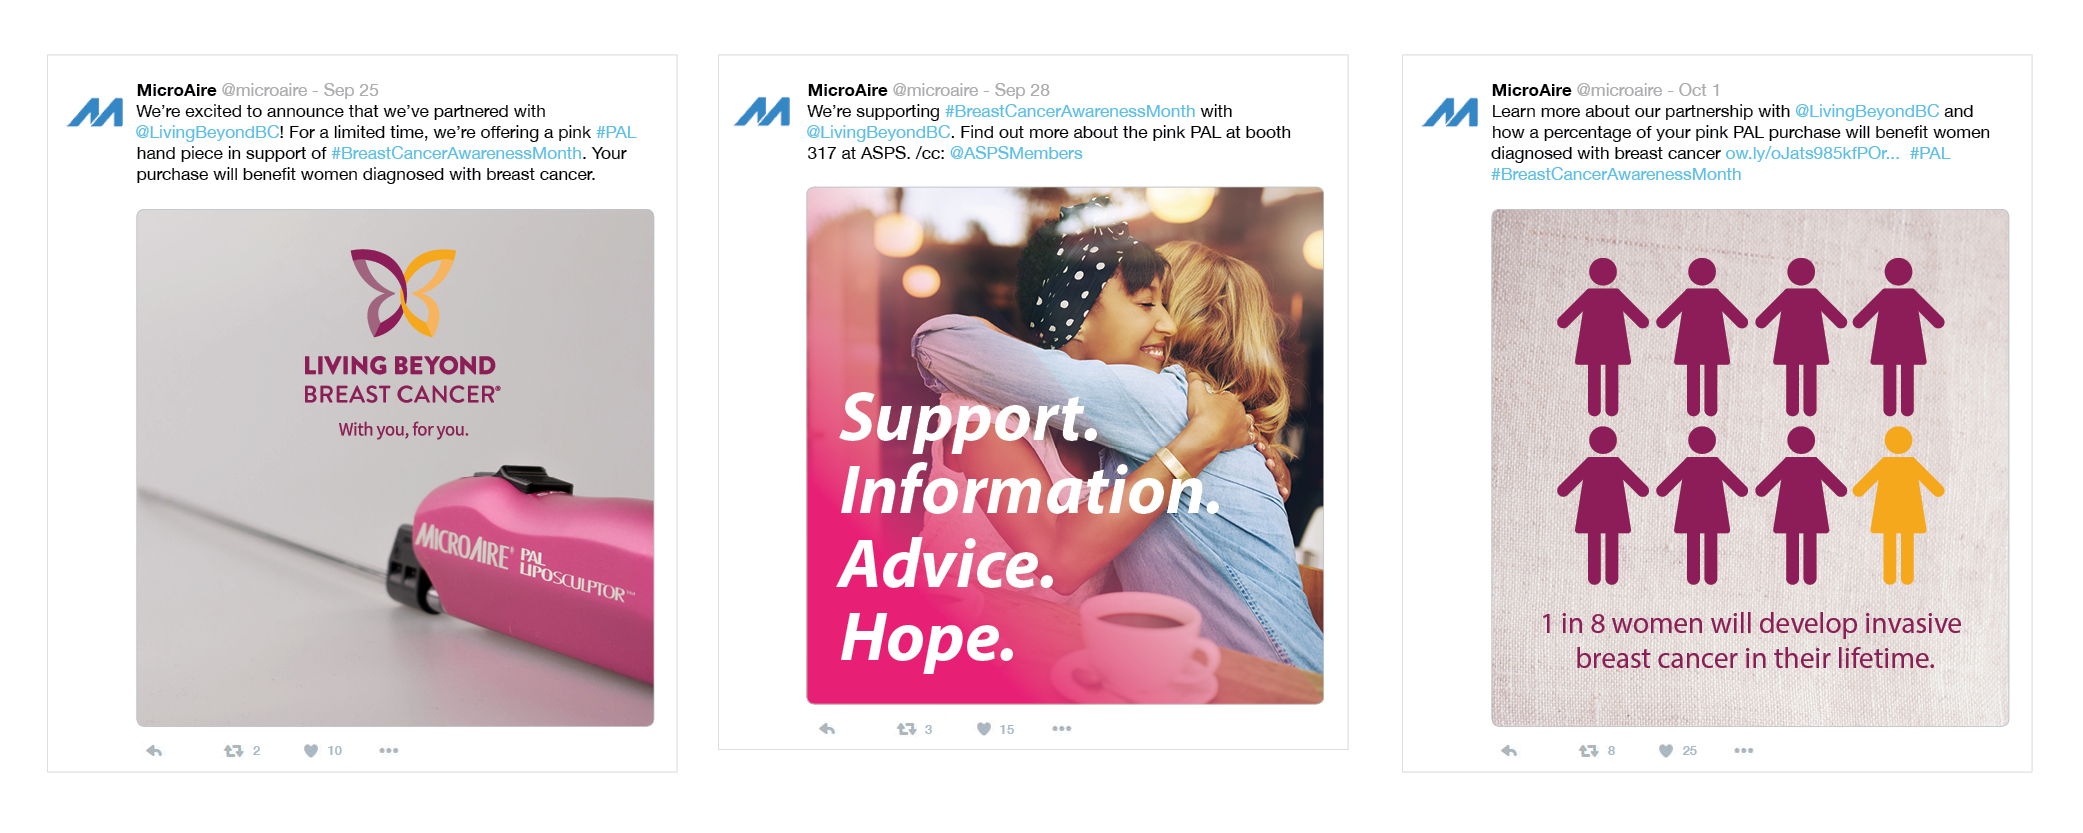 MicroAire @microaire - Sep 25
We’re excited to announce that we’ve partnered with
@LivingBeyondBC! For a limited time, we’re offering a pink #PAL
hand piece in support of #BreastCancerAwarenessMonth. Your
purchase will benefit women diagnosed with breast cancer.
LIVING BEYOND
BREAST CANCER®
With you, for you.
MICROAIRE® PAL
LIPOSCULPTOR™
2 10
MicroAire @microaire - Sep 28
We’re supporting #BreastCancerAwarenessMonth with
@LivingBeyondBC. Find out more about the pink PAL at booth
317 at ASPS. /cc: @ASPSMembers
Support.
Information.
Advice.
Hope.
3 15
MicroAire @microaire - Oct 1
Learn more about our partnership with @LivingBeyondBC and
how a percentage of your pink PAL purchase will benefit women
diagnosed with breast cancer ow.ly/oJats985kfPOr... #PAL
#BreastCancerAwarenessMonth
1 in 8 women will develop invasive
breast cancer in their lifetime.
8 25